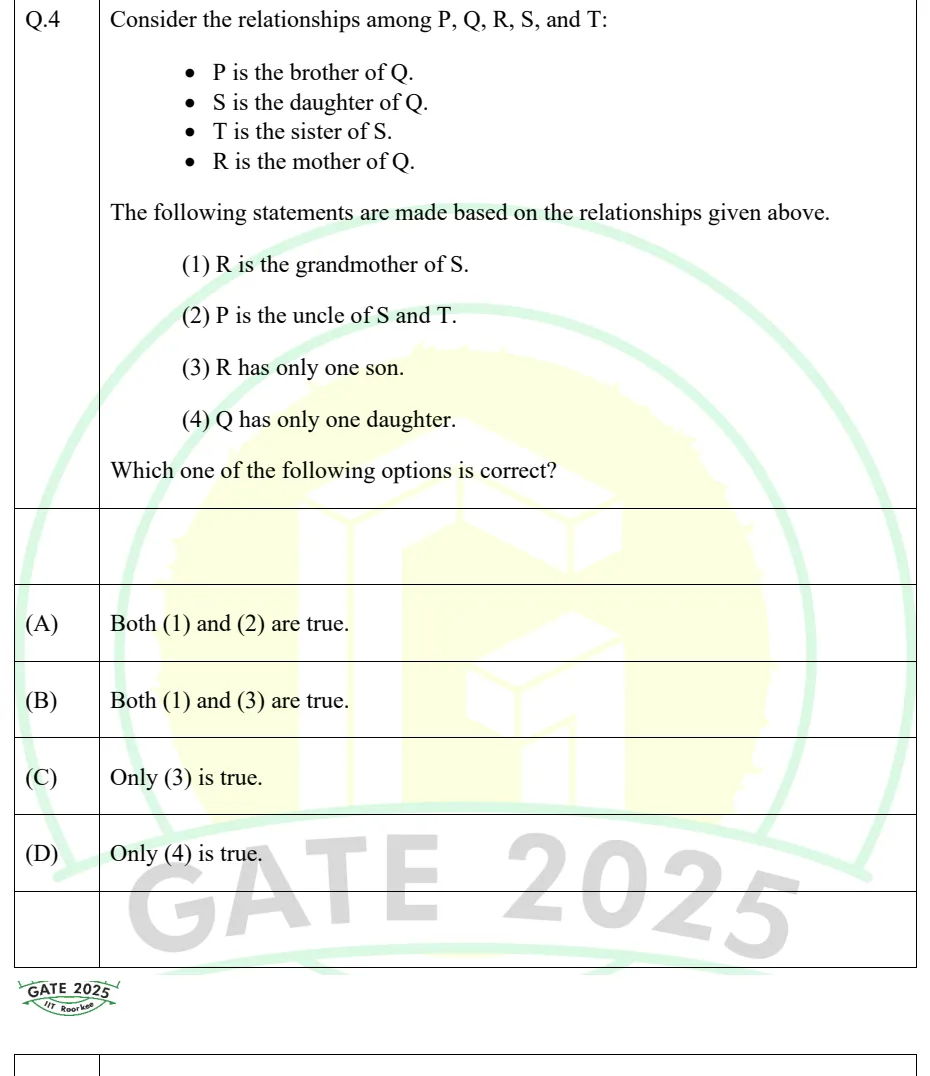 Q.4 Consider the relationships among P, Q, R, S, and T:
• P is the brother of Q.
• S is the daughter of Q.
• T is the sister of S.
• R is the mother of Q.
The following statements are made based on the relationships given above.
(1) R is the grandmother of S.
(2) P is the uncle of S and T.
(3) R has only one son.
(4) Q has only one daughter.
Which one of the following options is correct?
(A) Both (1) and (2) are true.
(B) Both (1) and (3) are true.
(C) Only (3) is true.
(D) Only (4) is true.
GATE 2025
GATE 2025
IIT Roorkee